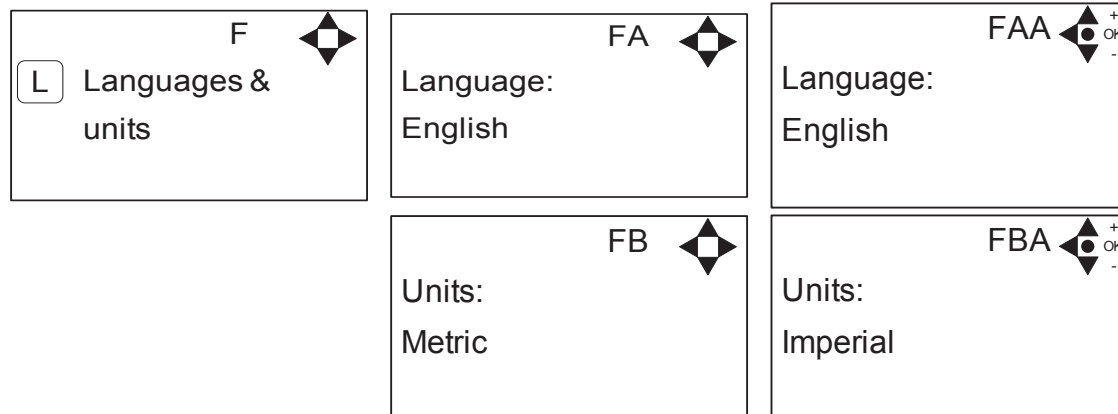 F
L Languages &
units
FA
Language:
English
FAA
+
OK
-
Language:
English
FB
Units:
Metric
FBA
+
OK
-
Units:
Imperial